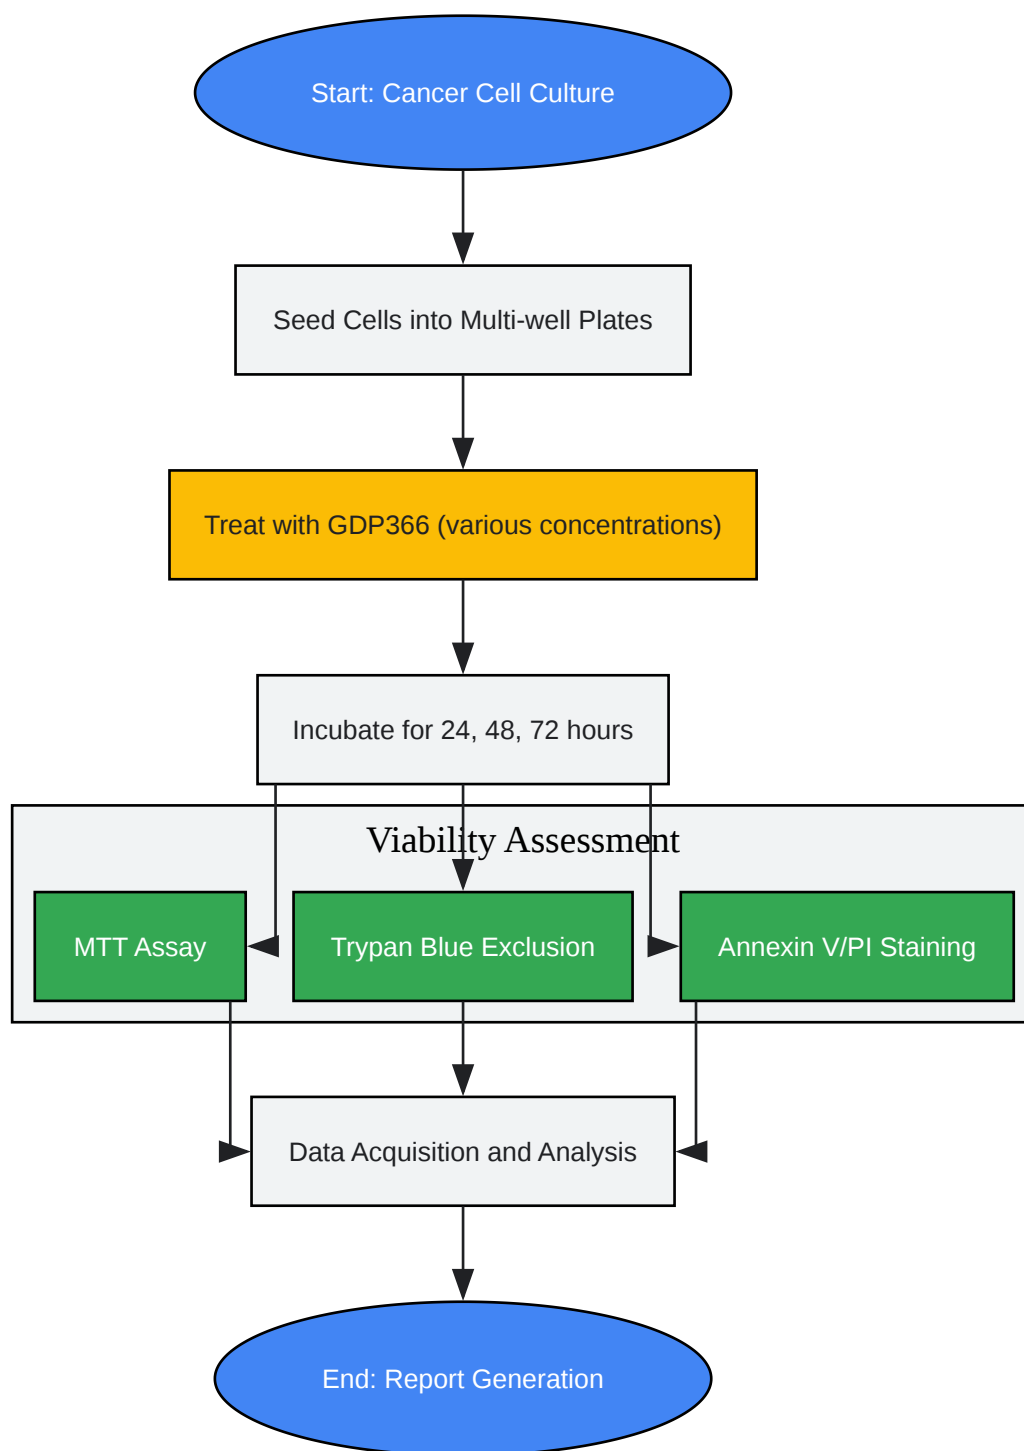 Start: Cancer Cell Culture
Seed Cells into Multi-well Plates
Treat with GDP366 (various concentrations)
Incubate for 24, 48, 72 hours
Viability Assessment
MTT Assay
Trypan Blue Exclusion
Annexin V/PI Staining
Data Acquisition and Analysis
End: Report Generation